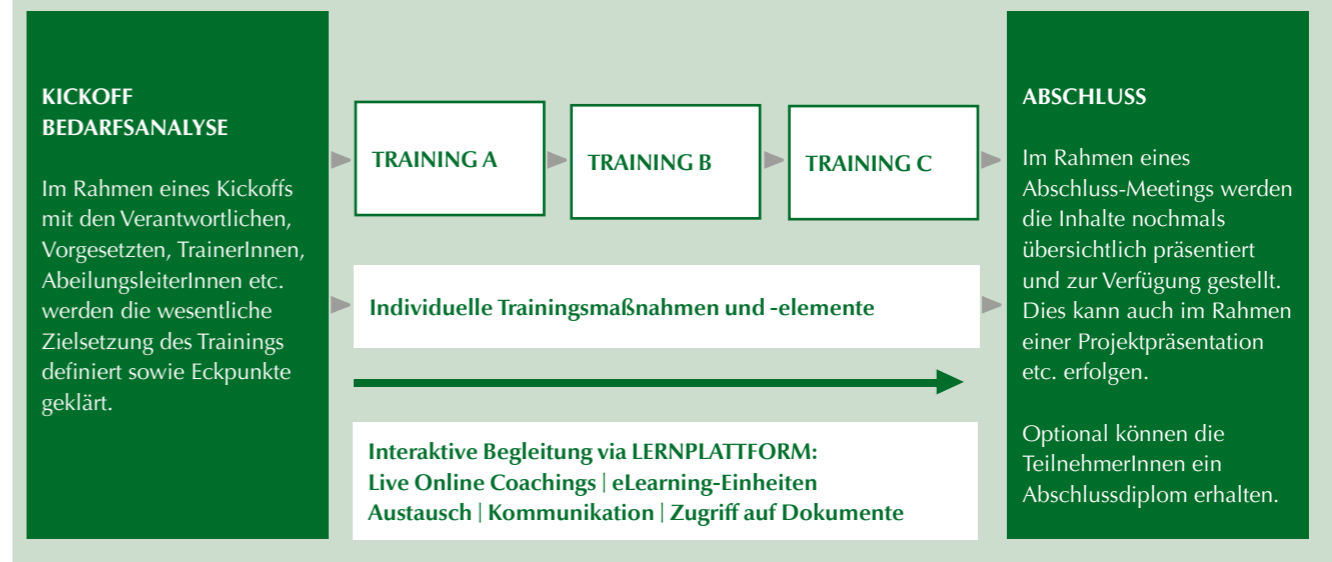 KICKOFF
BEDARFSANALYSE
Im Rahmen eines Kickoffs
mit den Verantwortlichen,
Vorgesetzten, TrainerInnen,
AbeilungsleiterInnen etc.
werden die wesentliche
Zielsetzung des Trainings
definiert sowie Eckpunkte
geklärt.
TRAINING A
TRAINING B
TRAINING C
Individuelle Trainingsmaßnahmen und -elemente
Interaktive Begleitung via LERNPLATTFORM:
Live Online Coachings | eLearning-Einheiten
Austausch | Kommunikation | Zugriff auf Dokumente
ABSCHLUSS
Im Rahmen eines
Abschluss-Meetings werden
die Inhalte nochmals
übersichtlich präsentiert
und zur Verfügung gestellt.
Dies kann auch im Rahmen
einer Projektpräsentation
etc. erfolgen.
Optional können die
TeilnehmerInnen ein
Abschlussdiplom erhalten.